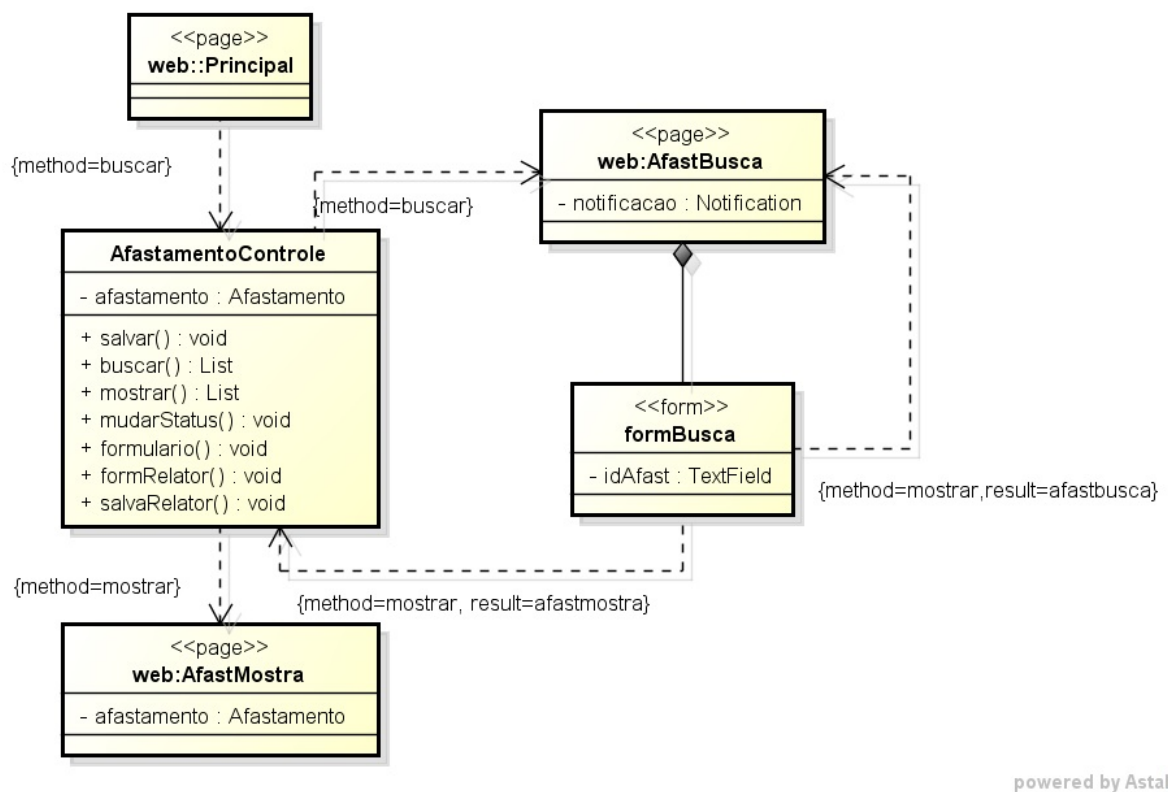 <<page>>
web::Principal
{method=buscar}
<<page>>
web:AfastBusca
- notificacao : Notification
{method=buscar}
AfastamentoControle
- afastamento : Afastamento
+ salvar() : void
+ buscar() : List
+ mostrar() : List
+ mudarStatus() : void
+ formulario() : void
+ formRelator() : void
+ salvaRelator() : void
<<form>>
formBusca
- idAfast : TextField
{method=mostrar,result=afastbusca}
{method=mostrar}
{method=mostrar, result=afastmostra}
<<page>>
web:AfastMostra
- afastamento : Afastamento
powered by Astal